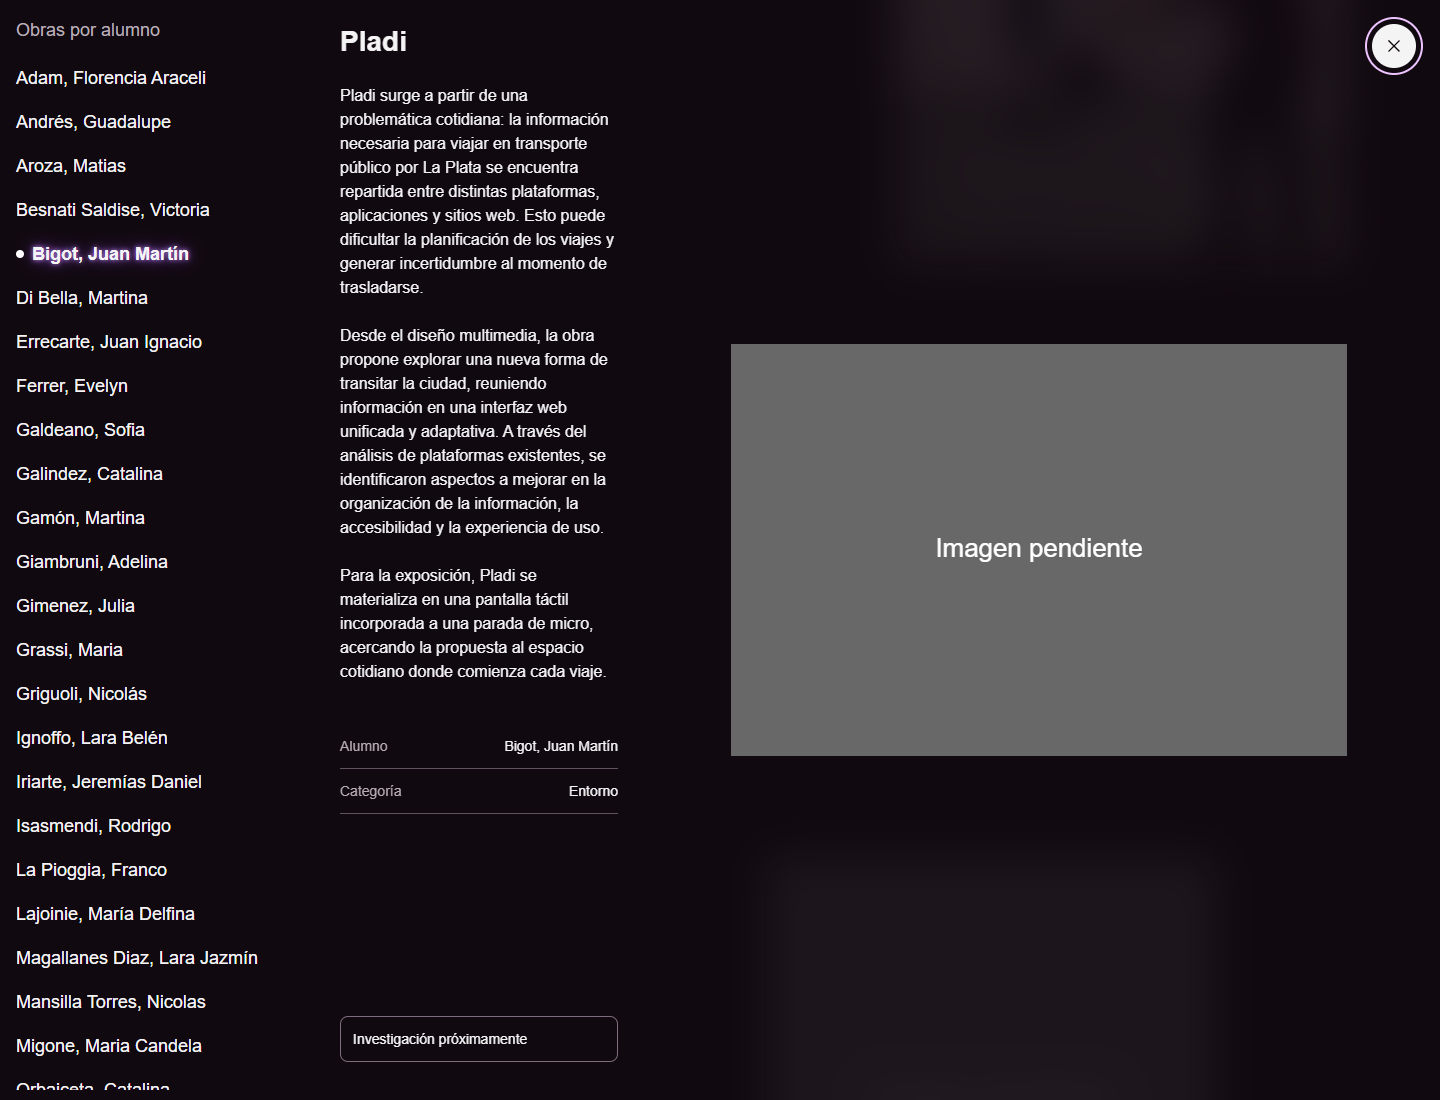 Obras por alumno
Adam, Florencia Araceli
Andrés, Guadalupe
Aroza, Matias
Besnati Saldise, Victoria
Bigot, Juan Martín
Di Bella, Martina
Errecarte, Juan Ignacio
Ferrer, Evelyn
Galdeano, Sofia
Galindez, Catalina
Gamón, Martina
Giambruni, Adelina
Gimenez, Julia
Grassi, Maria
Griguoli, Nicolás
Ignoffo, Lara Belén
Iriarte, Jeremías Daniel
Isasmendi, Rodrigo
La Pioggia, Franco
Lajoinie, María Delfina
Magallanes Diaz, Lara Jazmín
Mansilla Torres, Nicolas
Migone, Maria Candela
Orbaiceta, Catalina
Pladi
Pladi surge a partir de una
problemática cotidiana: la información
necesaria para viajar en transporte
público por La Plata se encuentra
repartida entre distintas plataformas,
aplicaciones y sitios web. Esto puede
dificultar la planificación de los viajes y
generar incertidumbre al momento de
trasladarse.
Desde el diseño multimedia, la obra
propone explorar una nueva forma de
transitar la ciudad, reuniendo
información en una interfaz web
unificada y adaptativa. A través del
análisis de plataformas existentes, se
identificaron aspectos a mejorar en la
organización de la información, la
accesibilidad y la experiencia de uso.
Para la exposición, Pladi se
materializa en una pantalla táctil
incorporada a una parada de micro,
acercando la propuesta al espacio
cotidiano donde comienza cada viaje.
Alumno Bigot, Juan Martín
Categoría Entorno
Investigación próximamente
Imagen pendiente